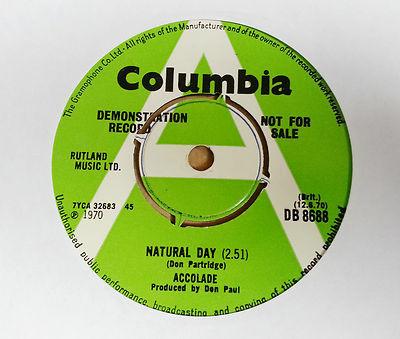 The Gramophone Co.Ltd.-All rights of the Manufacturer and of the owner of the recorded work reserved.
Columbia
DEMONSTRATION RECORD
NOT FOR SALE
RUTLAND MUSIC LTD.
7YCA 32683 45
℗ 1970
(Brit.)
(12.6.70)
DB 8688
NATURAL DAY (2.51)
(Don Partridge)
ACCOLADE
Produced by Don Paul
Unauthorised public performance, broadcasting and copying of this record prohibited